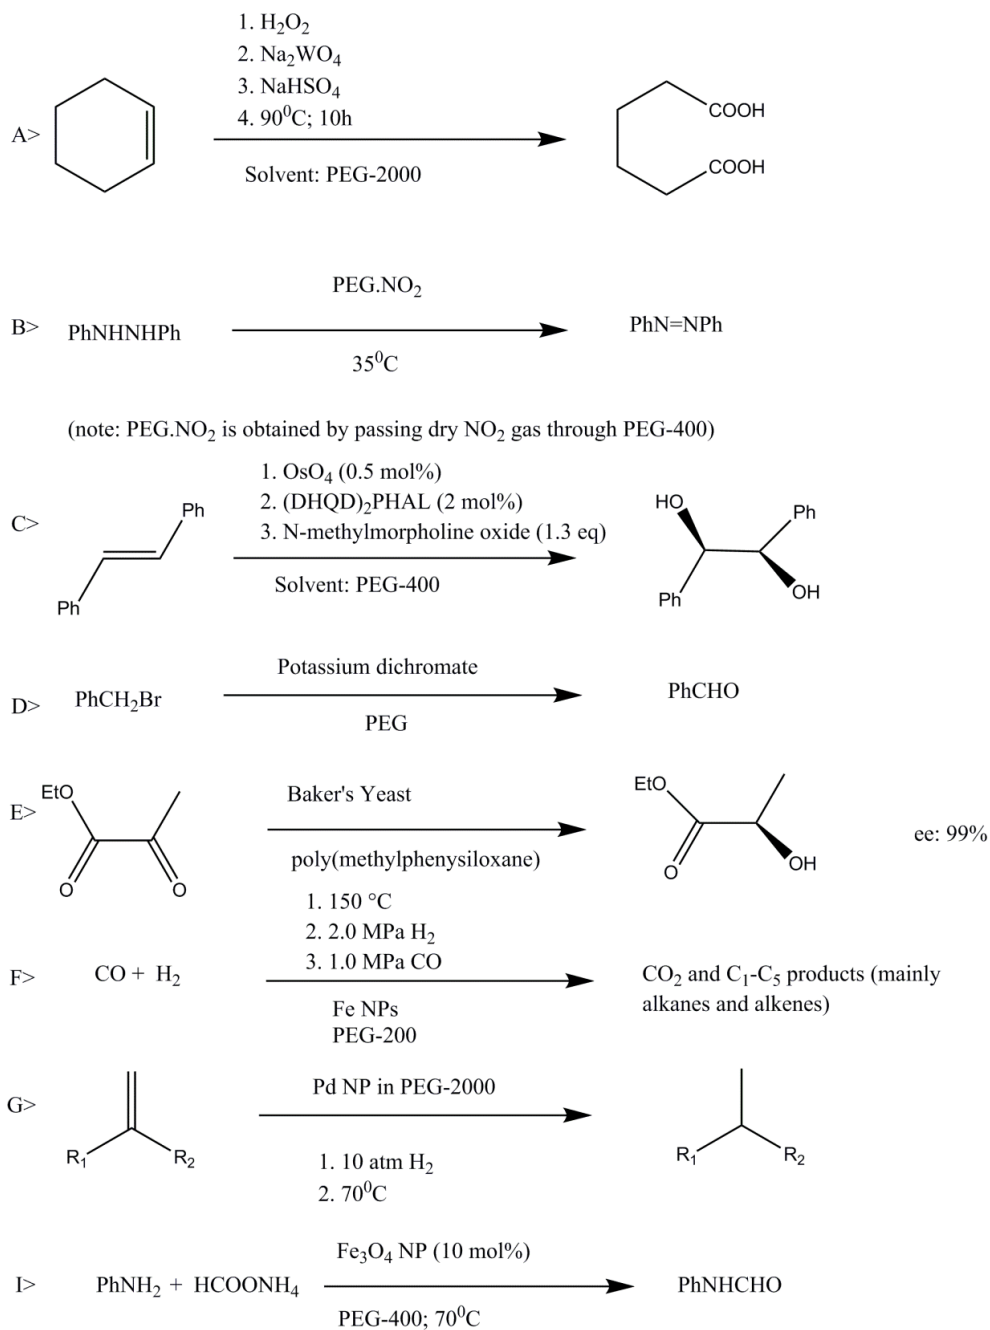 A>
1. H₂O₂
2. Na₂WO₄
3. NaHSO₄
4. 90⁰C; 10h
Solvent: PEG-2000
COOH
COOH
B>
PhNHNHPh
PEG.NO₂
35⁰C
PhN=NPh
(note: PEG.NO₂ is obtained by passing dry NO₂ gas through PEG-400)
C>
Ph
Ph
1. OsO₄ (0.5 mol%)
2. (DHQD)₂PHAL (2 mol%)
3. N-methylmorpholine oxide (1.3 eq)
Solvent: PEG-400
HO
Ph
Ph
OH
D>
PhCH₂Br
Potassium dichromate
PEG
PhCHO
E>
EtO
O
O
Baker's Yeast
poly(methylphenysiloxane)
EtO
O
OH
ee: 99%
F>
CO + H₂
1. 150 °C
2. 2.0 MPa H₂
3. 1.0 MPa CO
Fe NPs
PEG-200
CO₂ and C₁-C₅ products (mainly
alkanes and alkenes)
G>
R₁
R₂
Pd NP in PEG-2000
1. 10 atm H₂
2. 70⁰C
R₁
R₂
I>
PhNH₂ + HCOONH₄
Fe₃O₄ NP (10 mol%)
PEG-400; 70⁰C
PhNHCHO